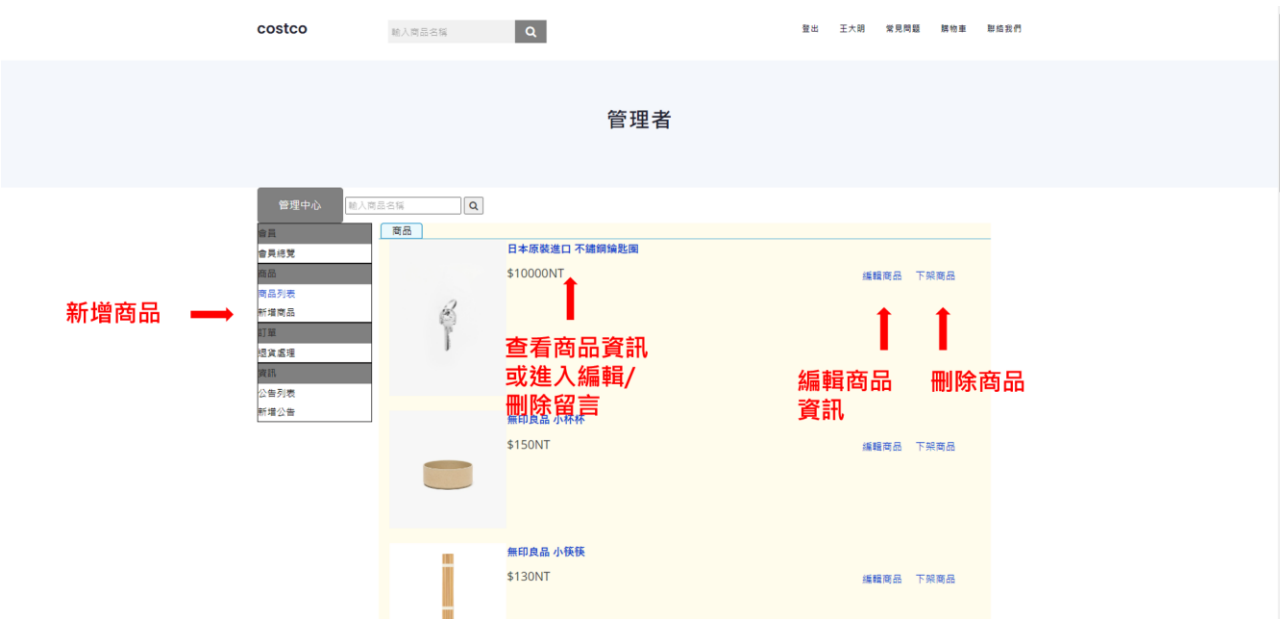 costco
輸入商品名稱
登出 王大明 常見問題 購物車 聯絡我們
管理者
管理中心 輸入商品名稱
會員
會員總覽
商品
商品列表
新增商品
訂單
退貨處理
資訊
公告列表
新增公告
新增商品
商品
日本原裝進口 不鏽鋼鑰匙圈
$10000NT
編輯商品 下架商品
查看商品資訊
或進入編輯/
刪除留言
編輯商品
資訊
刪除商品
無印良品 小杯杯
$150NT
編輯商品 下架商品
無印良品 小筷筷
$130NT
編輯商品 下架商品